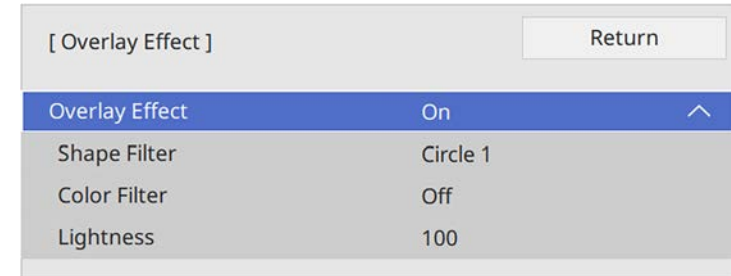 [ Overlay Effect ] Return
Overlay Effect On
Shape Filter Circle 1
Color Filter Off
Lightness 100